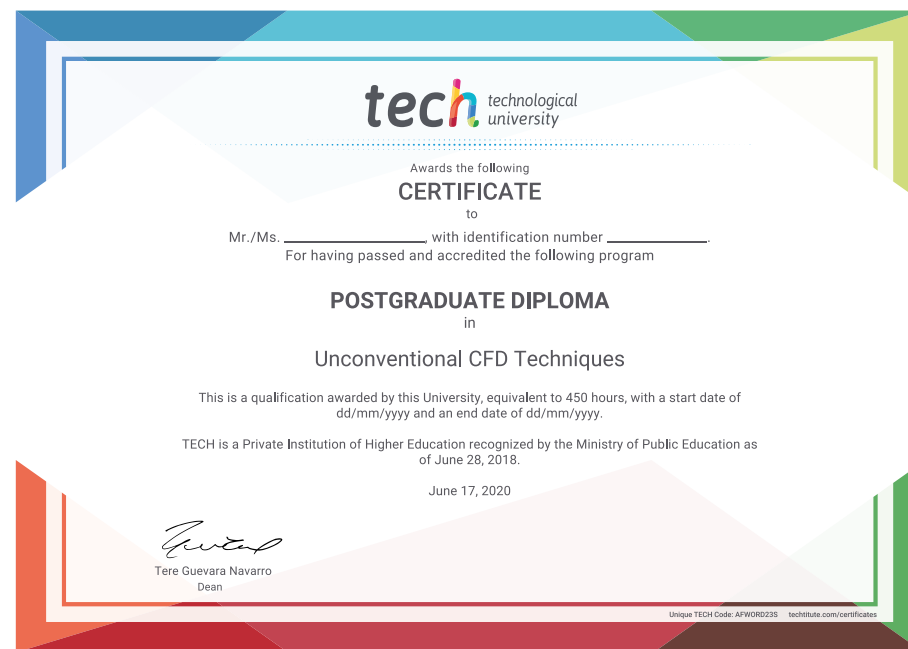 tech technological
university
Awards the following
CERTIFICATE
to
Mr./Ms. ____________________, with identification number ______________.
For having passed and accredited the following program
POSTGRADUATE DIPLOMA
in
Unconventional CFD Techniques
This is a qualification awarded by this University, equivalent to 450 hours, with a start date of
dd/mm/yyyy and an end date of dd/mm/yyyy.
TECH is a Private Institution of Higher Education recognized by the Ministry of Public Education as
of June 28, 2018.
June 17, 2020
Tere Guevara Navarro
Dean
Unique TECH Code: AFWORD23S techtitute.com/certificates